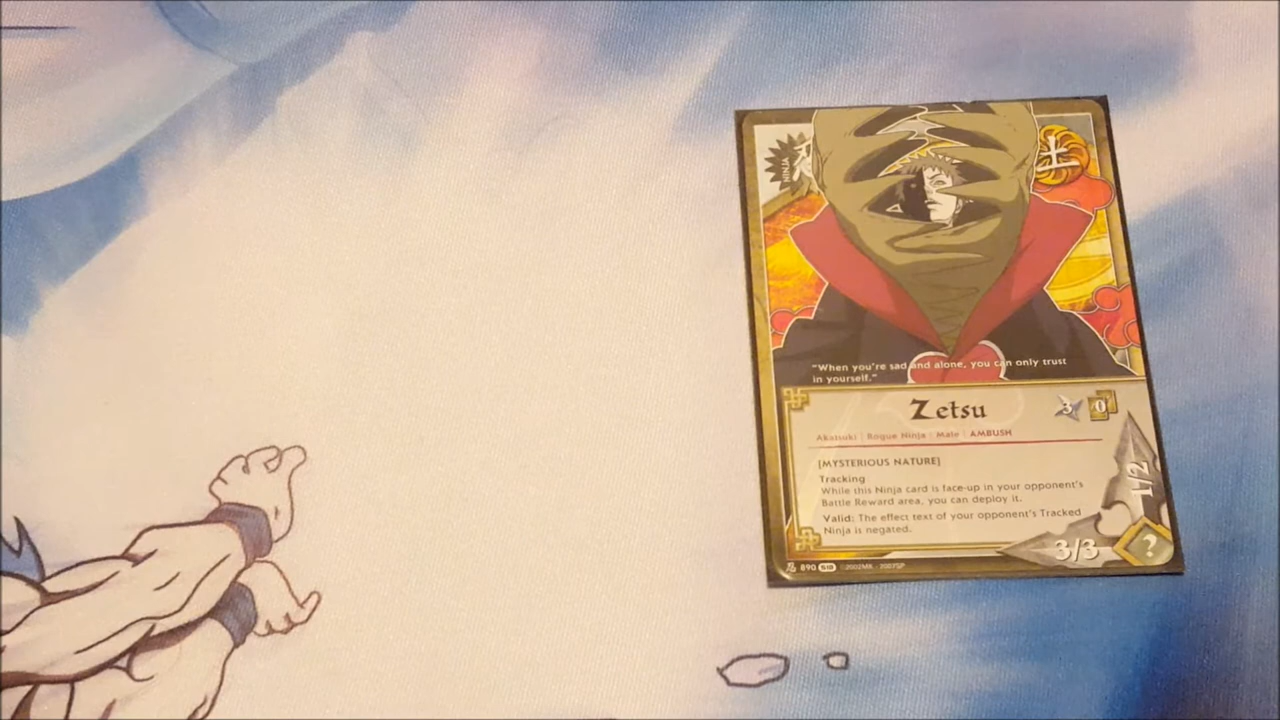 NINJA
土
"When you're sad and alone, you can only trust
in yourself."
Zetsu
3
0
Akatsuki | Rogue Ninja | Male | AMBUSH
[MYSTERIOUS NATURE]
Tracking
While this Ninja card is face-up in your opponent's
Battle Reward area, you can deploy it.
Valid: The effect text of your opponent's Tracked
Ninja is negated.
1/2
3/3
?
忍 890 ©2002MK · 2007SP